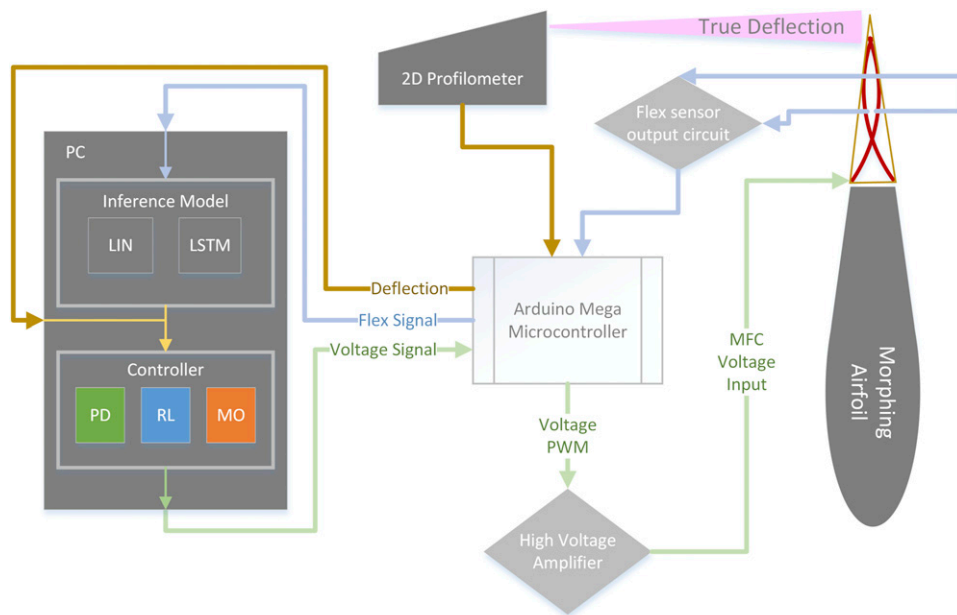 True Deflection
2D Profilometer
Flex sensor
output circuit
PC
Inference Model
LIN
LSTM
Deflection
Flex Signal
Voltage Signal
Arduino Mega
Microcontroller
Controller
PD
RL
MO
Voltage
PWM
MFC
Voltage
Input
Morphing
Airfoil
High Voltage
Amplifier